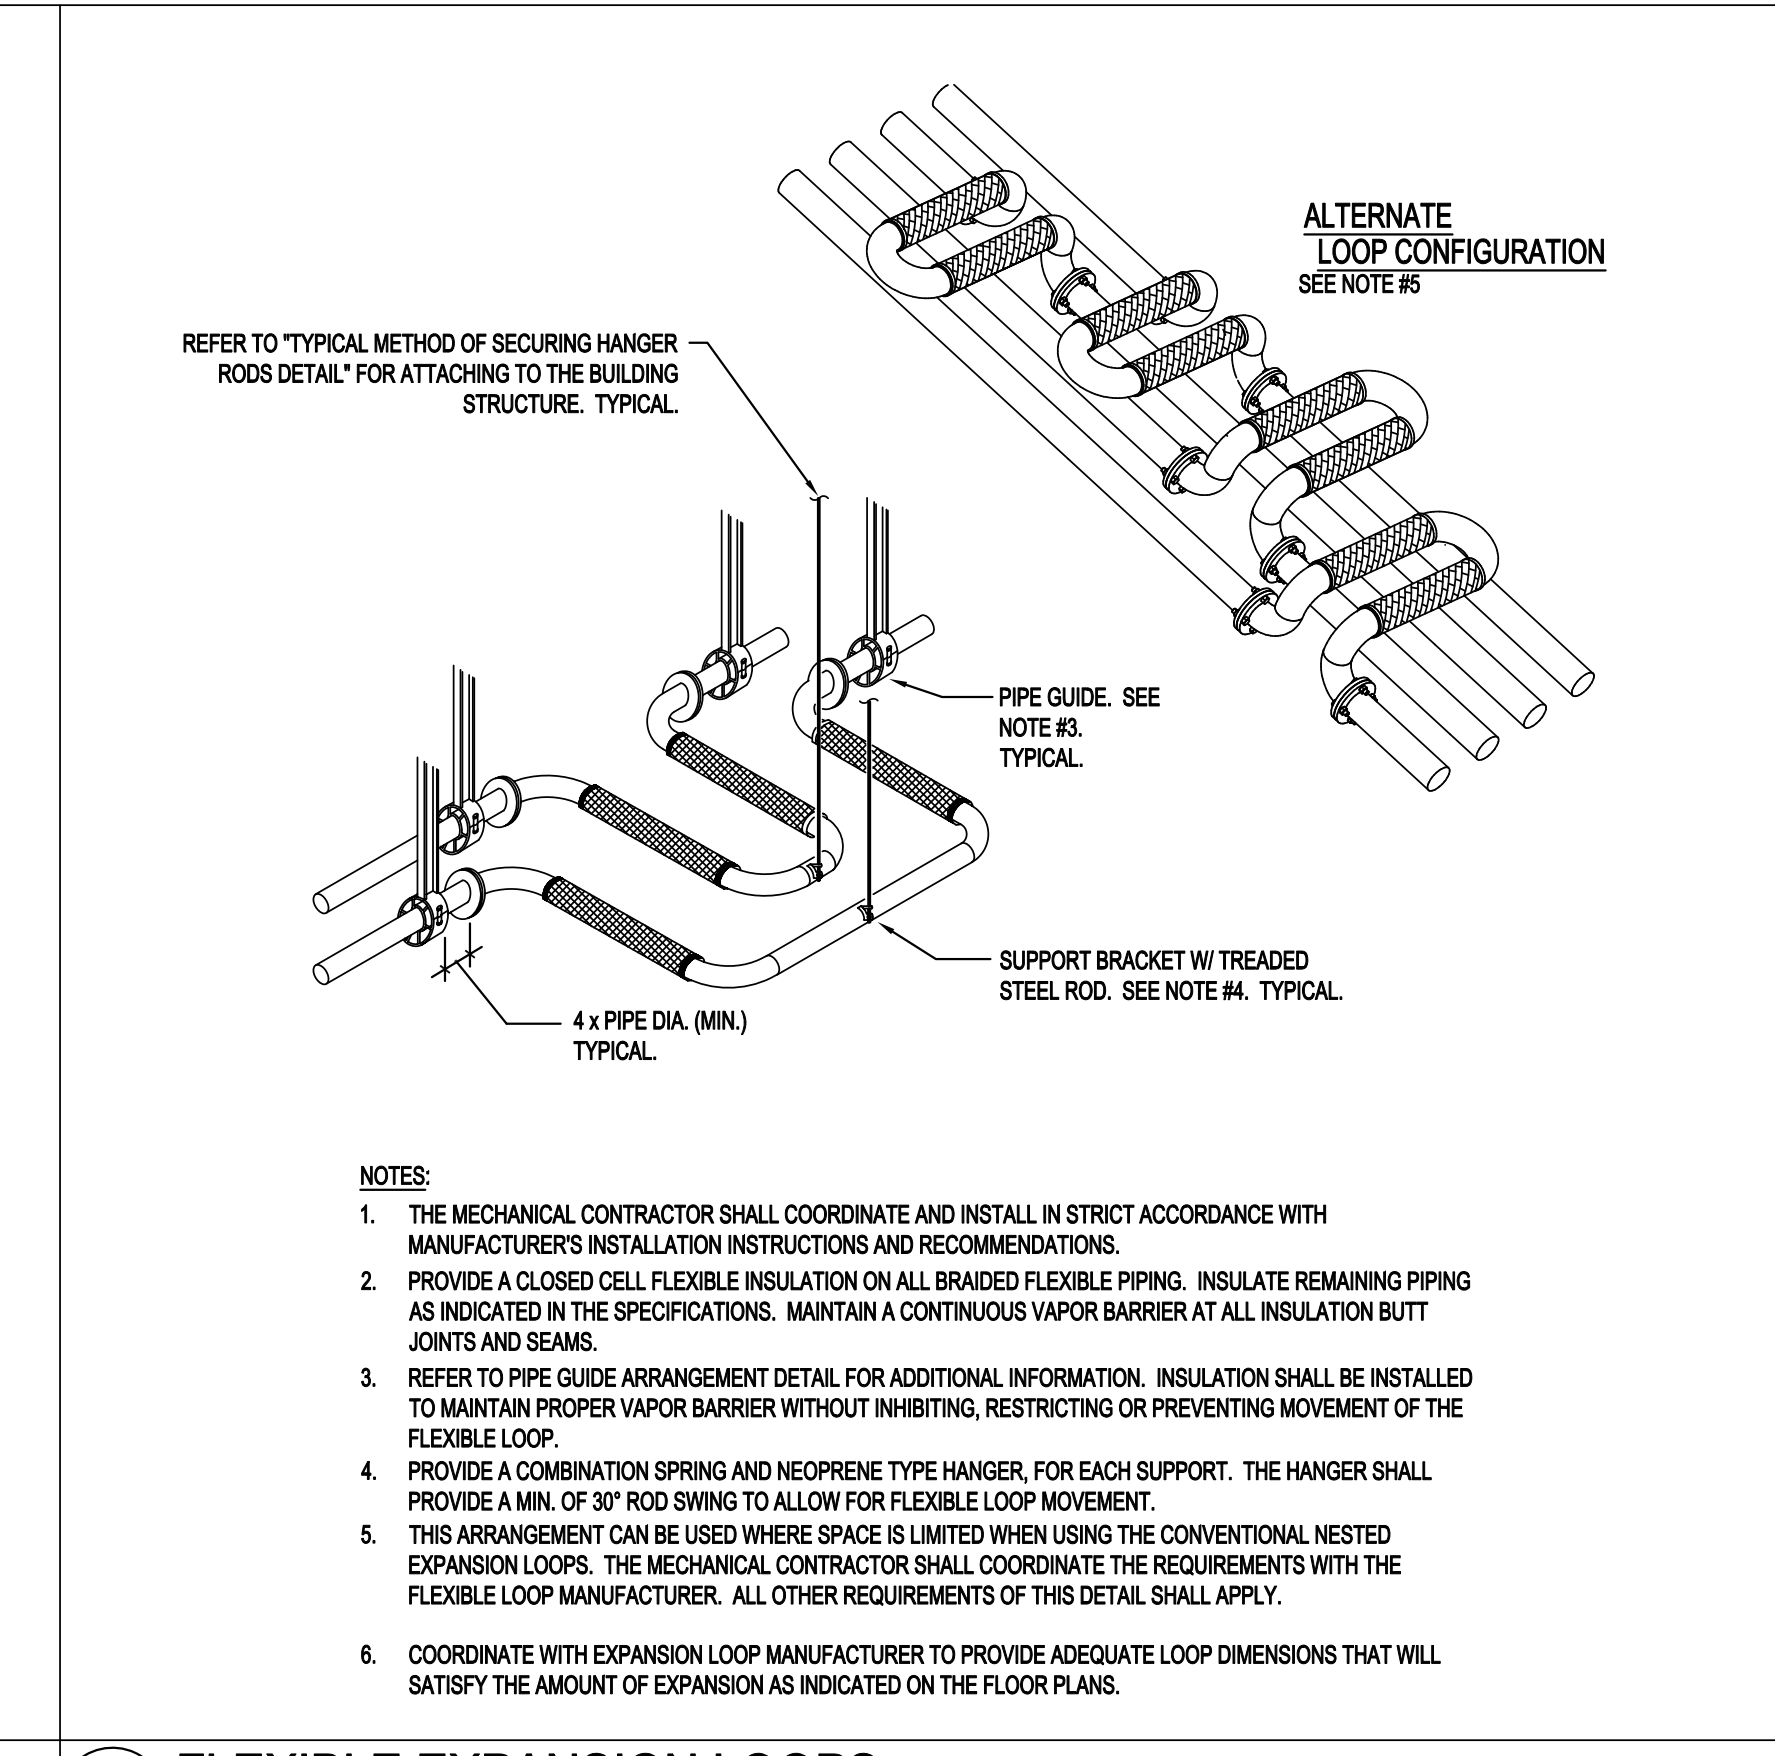 ALTERNATE
LOOP CONFIGURATION
SEE NOTE #5
REFER TO "TYPICAL METHOD OF SECURING HANGER
RODS DETAIL" FOR ATTACHING TO THE BUILDING
STRUCTURE. TYPICAL.
PIPE GUIDE. SEE
NOTE #3.
TYPICAL.
SUPPORT BRACKET W/ TREADED
STEEL ROD. SEE NOTE #4. TYPICAL.
4 x PIPE DIA. (MIN.)
TYPICAL.
NOTES:
1. THE MECHANICAL CONTRACTOR SHALL COORDINATE AND INSTALL IN STRICT ACCORDANCE WITH
MANUFACTURER'S INSTALLATION INSTRUCTIONS AND RECOMMENDATIONS.
2. PROVIDE A CLOSED CELL FLEXIBLE INSULATION ON ALL BRAIDED FLEXIBLE PIPING. INSULATE REMAINING PIPING
AS INDICATED IN THE SPECIFICATIONS. MAINTAIN A CONTINUOUS VAPOR BARRIER AT ALL INSULATION BUTT
JOINTS AND SEAMS.
3. REFER TO PIPE GUIDE ARRANGEMENT DETAIL FOR ADDITIONAL INFORMATION. INSULATION SHALL BE INSTALLED
TO MAINTAIN PROPER VAPOR BARRIER WITHOUT INHIBITING, RESTRICTING OR PREVENTING MOVEMENT OF THE
FLEXIBLE LOOP.
4. PROVIDE A COMBINATION SPRING AND NEOPRENE TYPE HANGER, FOR EACH SUPPORT. THE HANGER SHALL
PROVIDE A MIN. OF 30° ROD SWING TO ALLOW FOR FLEXIBLE LOOP MOVEMENT.
5. THIS ARRANGEMENT CAN BE USED WHERE SPACE IS LIMITED WHEN USING THE CONVENTIONAL NESTED
EXPANSION LOOPS. THE MECHANICAL CONTRACTOR SHALL COORDINATE THE REQUIREMENTS WITH THE
FLEXIBLE LOOP MANUFACTURER. ALL OTHER REQUIREMENTS OF THIS DETAIL SHALL APPLY.
6. COORDINATE WITH EXPANSION LOOP MANUFACTURER TO PROVIDE ADEQUATE LOOP DIMENSIONS THAT WILL
SATISFY THE AMOUNT OF EXPANSION AS INDICATED ON THE FLOOR PLANS.
FLEXIBLE EXPANSION LOOPS